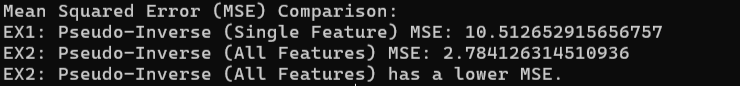 Mean Squared Error (MSE) Comparison:
EX1: Pseudo-Inverse (Single Feature) MSE: 10.512652915656757
EX2: Pseudo-Inverse (All Features) MSE: 2.784126314510936
EX2: Pseudo-Inverse (All Features) has a lower MSE.